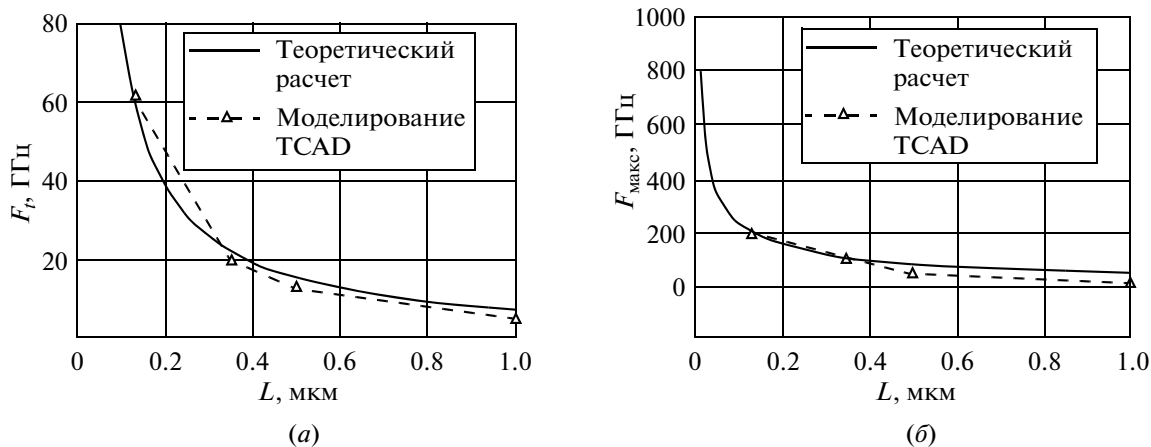 80
60
40
20
F_t, ГГц
Теоретический
расчет
Моделирование
TCAD
0 0.2 0.4 0.6 0.8 1.0
L, мкм
(а)
1000
800
600
400
200
0
F_макс, ГГц
Теоретический
расчет
Моделирование
TCAD
0 0.2 0.4 0.6 0.8 1.0
L, мкм
(б)